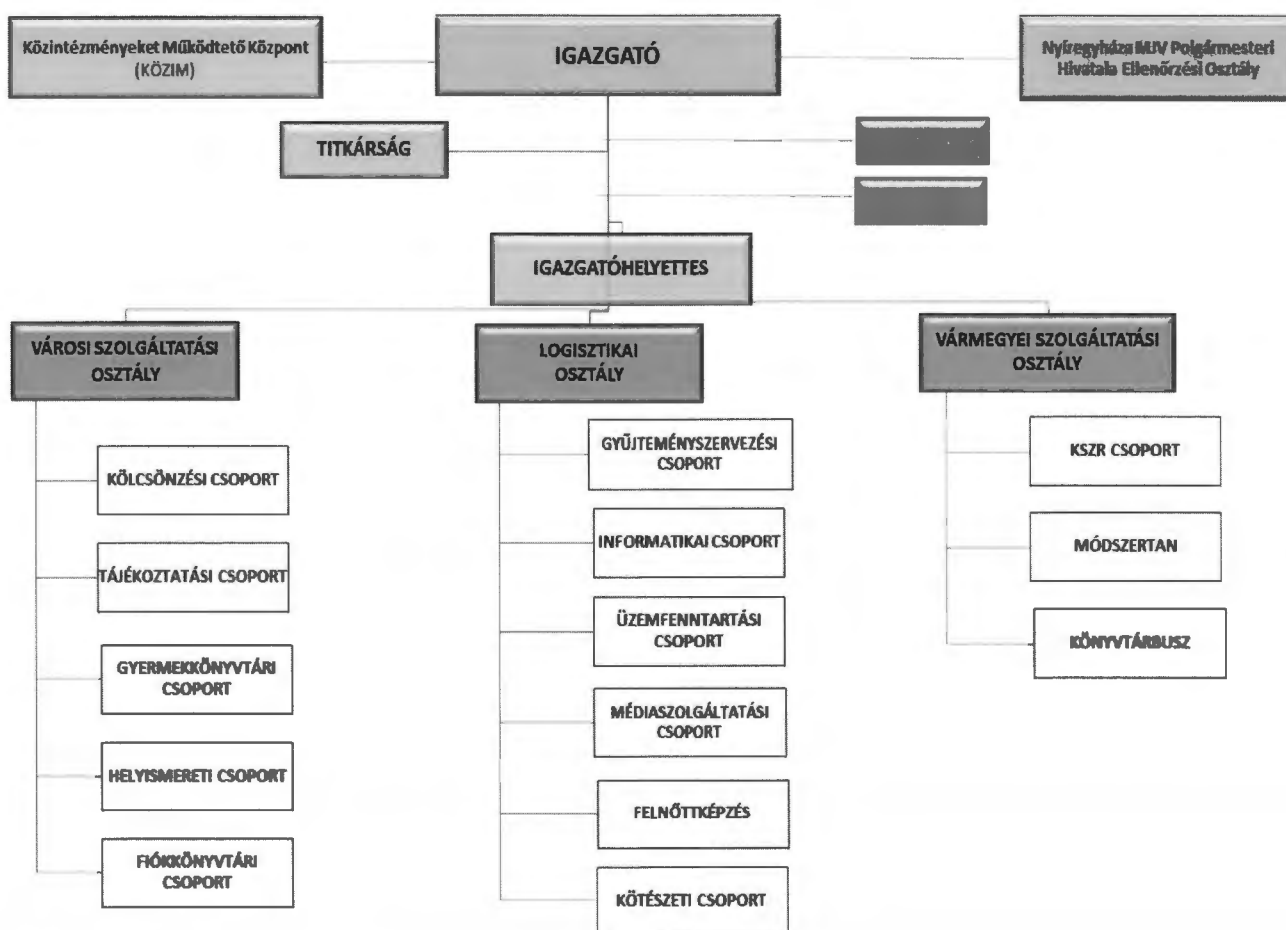 Közintézményeket Működtető Központ
(KÖZIM)
IGAZGATÓ
Nyíregyháza MJV Polgármesteri
Hivatala Ellenőrzési Osztály
TITKÁRSÁG
IGAZGATÓHELYETTES
VÁROSI SZOLGÁLTATÁSI
OSZTÁLY
KÖLCSÖNZÉSI CSOPORT
TÁJÉKOZTATÁSI CSOPORT
GYERMEKKÖNYVTÁRI
CSOPORT
HELYISMERETI CSOPORT
FIÓKKÖNYVTÁRI
CSOPORT
LOGISZTIKAI
OSZTÁLY
GYŰJTEMÉNYSZERVEZÉSI
CSOPORT
INFORMATIKAI CSOPORT
ÜZEMFENNTARTÁSI
CSOPORT
MÉDIASZOLGÁLTATÁSI
CSOPORT
FELNŐTTKÉPZÉS
KÖTÉSZETI CSOPORT
VÁRMEGYEI SZOLGÁLTATÁSI
OSZTÁLY
KSZR CSOPORT
MÓDSZERTAN
KÖNYVTÁRBUSZ